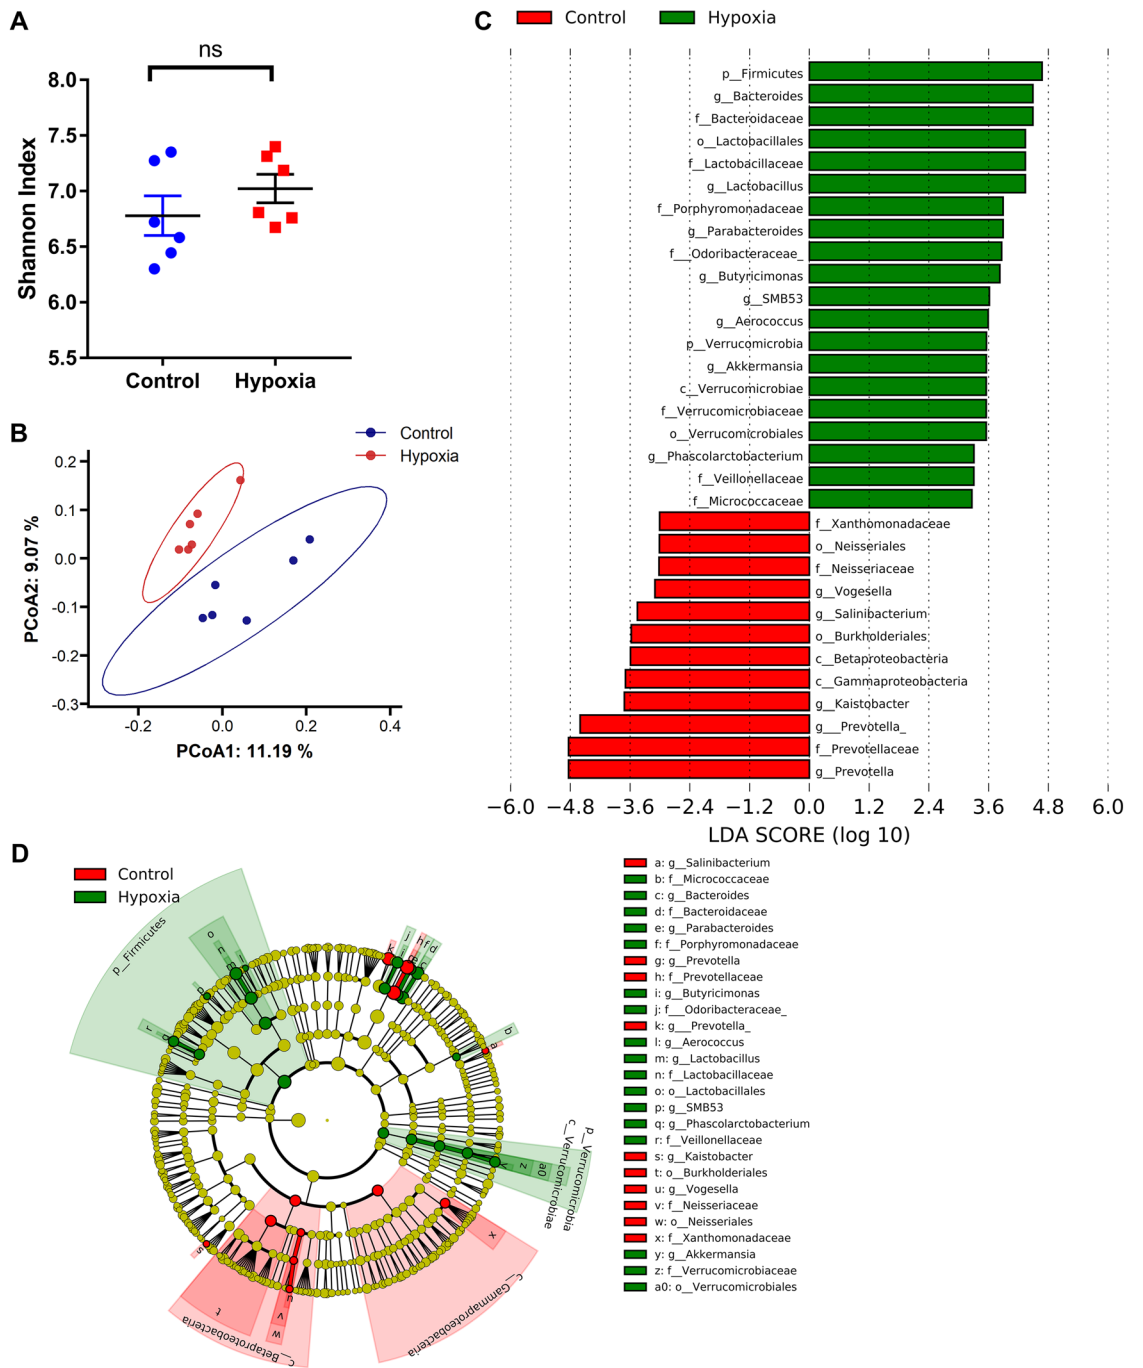 A
ns
8.0
7.5
7.0
6.5
6.0
5.5
Shannon Index
Control
Hypoxia
B
Control
Hypoxia
0.2
0.1
0.0
-0.1
-0.2
-0.3
PCoA2: 9.07 %
-0.2
0.0
0.2
0.4
PCoA1: 11.19 %
C
Control
Hypoxia
p__Firmicutes
g__Bacteroides
f__Bacteroidaceae
o__Lactobacillales
f__Lactobacillaceae
g__Lactobacillus
f__Porphyromonadaceae
g__Parabacteroides
f___Odoribacteraceae_
g__Butyricimonas
g__SMB53
g__Aerococcus
p__Verrucomicrobia
g__Akkermansia
c__Verrucomicrobiae
f__Verrucomicrobiaceae
o__Verrucomicrobiales
g__Phascolarctobacterium
f__Veillonellaceae
f__Micrococcaceae
f__Xanthomonadaceae
o__Neisseriales
f__Neisseriaceae
g__Vogesella
g__Salinibacterium
o__Burkholderiales
c__Betaproteobacteria
c__Gammaproteobacteria
g__Kaistobacter
g___Prevotella_
f__Prevotellaceae
g__Prevotella
−6.0
−4.8
−3.6
−2.4
−1.2
0.0
1.2
2.4
3.6
4.8
6.0
LDA SCORE (log 10)
D
Control
Hypoxia
p__Firmicutes
o
n
r
j
h
f
d
b
a
p__Verrucomicrobia
c__Verrucomicrobiae
z
a0
x
c__Gammaproteobacteria
s
t
u
v
w
c__Betaproteobacteria
a: g__Salinibacterium
b: f__Micrococcaceae
c: g__Bacteroides
d: f__Bacteroidaceae
e: g__Parabacteroides
f: f__Porphyromonadaceae
g: g__Prevotella
h: f__Prevotellaceae
i: g__Butyricimonas
j: f___Odoribacteraceae_
k: g___Prevotella_
l: g__Aerococcus
m: g__Lactobacillus
n: f__Lactobacillaceae
o: o__Lactobacillales
p: g__SMB53
q: g__Phascolarctobacterium
r: f__Veillonellaceae
s: g__Kaistobacter
t: o__Burkholderiales
u: g__Vogesella
v: f__Neisseriaceae
w: o__Neisseriales
x: f__Xanthomonadaceae
y: g__Akkermansia
z: f__Verrucomicrobiaceae
a0: o__Verrucomicrobiales